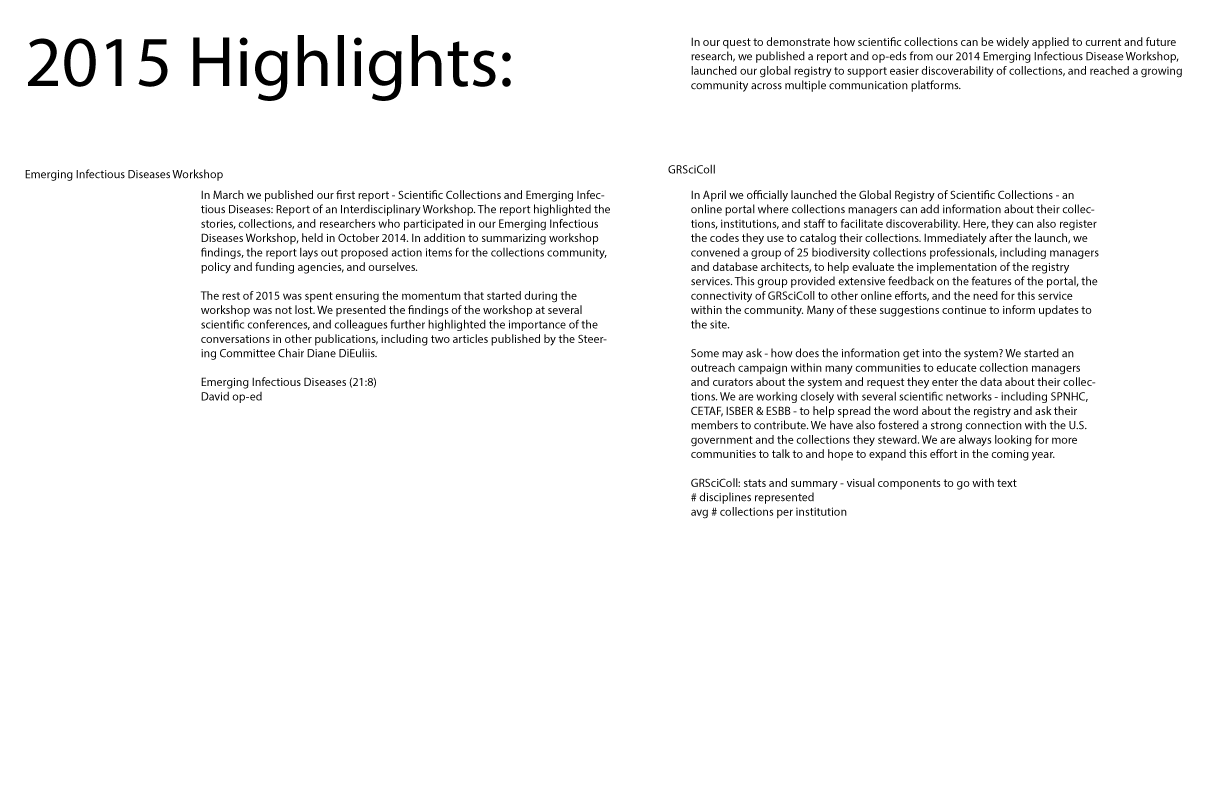 2015 Highlights:
In our quest to demonstrate how scientific collections can be widely applied to current and future
research, we published a report and op-eds from our 2014 Emerging Infectious Disease Workshop,
launched our global registry to support easier discoverability of collections, and reached a growing
community across multiple communication platforms.
Emerging Infectious Diseases Workshop
In March we published our first report - Scientific Collections and Emerging Infec-
tious Diseases: Report of an Interdisciplinary Workshop. The report highlighted the
stories, collections, and researchers who participated in our Emerging Infectious
Diseases Workshop, held in October 2014. In addition to summarizing workshop
findings, the report lays out proposed action items for the collections community,
policy and funding agencies, and ourselves.
The rest of 2015 was spent ensuring the momentum that started during the
workshop was not lost. We presented the findings of the workshop at several
scientific conferences, and colleagues further highlighted the importance of the
conversations in other publications, including two articles published by the Steer-
ing Committee Chair Diane DiEuliis.
Emerging Infectious Diseases (21:8)
David op-ed
GRSciColl
In April we officially launched the Global Registry of Scientific Collections - an
online portal where collections managers can add information about their collec-
tions, institutions, and staff to facilitate discoverability. Here, they can also register
the codes they use to catalog their collections. Immediately after the launch, we
convened a group of 25 biodiversity collections professionals, including managers
and database architects, to help evaluate the implementation of the registry
services. This group provided extensive feedback on the features of the portal, the
connectivity of GRSciColl to other online efforts, and the need for this service
within the community. Many of these suggestions continue to inform updates to
the site.
Some may ask - how does the information get into the system? We started an
outreach campaign within many communities to educate collection managers
and curators about the system and request they enter the data about their collec-
tions. We are working closely with several scientific networks - including SPNHC,
CETAF, ISBER & ESBB - to help spread the word about the registry and ask their
members to contribute. We have also fostered a strong connection with the U.S.
government and the collections they steward. We are always looking for more
communities to talk to and hope to expand this effort in the coming year.
GRSciColl: stats and summary - visual components to go with text
# disciplines represented
avg # collections per institution